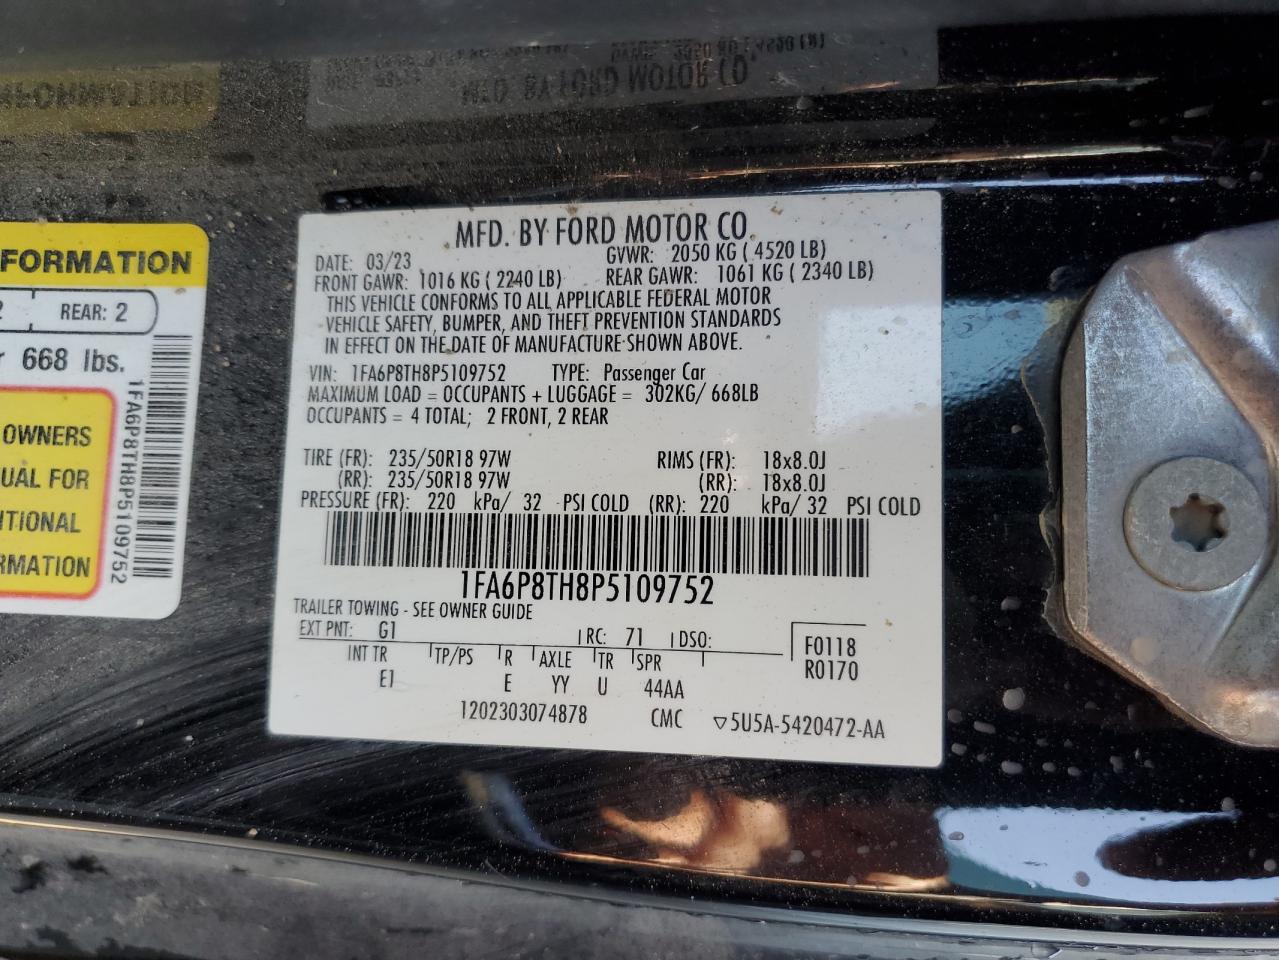 FORMATION
2 REAR: 2
r 668 lbs.
OWNERS
UAL FOR
ITIONAL
RMATION
1FA6P8TH8P5109752
MFD. BY FORD MOTOR CO
DATE: 03/23 GVWR: 2050 KG ( 4520 LB)
FRONT GAWR: 1016 KG ( 2240 LB) REAR GAWR: 1061 KG ( 2340 LB)
THIS VEHICLE CONFORMS TO ALL APPLICABLE FEDERAL MOTOR
VEHICLE SAFETY, BUMPER, AND THEFT PREVENTION STANDARDS
IN EFFECT ON THE DATE OF MANUFACTURE SHOWN ABOVE.
VIN: 1FA6P8TH8P5109752 TYPE: Passenger Car
MAXIMUM LOAD = OCCUPANTS + LUGGAGE = 302KG/ 668LB
OCCUPANTS = 4 TOTAL; 2 FRONT, 2 REAR
TIRE (FR): 235/50R18 97W RIMS (FR): 18x8.0J
(RR): 235/50R18 97W (RR): 18x8.0J
PRESSURE (FR): 220 kPa/ 32 PSI COLD (RR): 220 kPa/ 32 PSI COLD
1FA6P8TH8P5109752
TRAILER TOWING - SEE OWNER GUIDE
EXT PNT: G1 RC: 71 DSO: F0118
INT TR TP/PS R AXLE TR SPR R0170
E1 E YY U 44AA
1202303074878 CMC ▽5U5A-5420472-AA